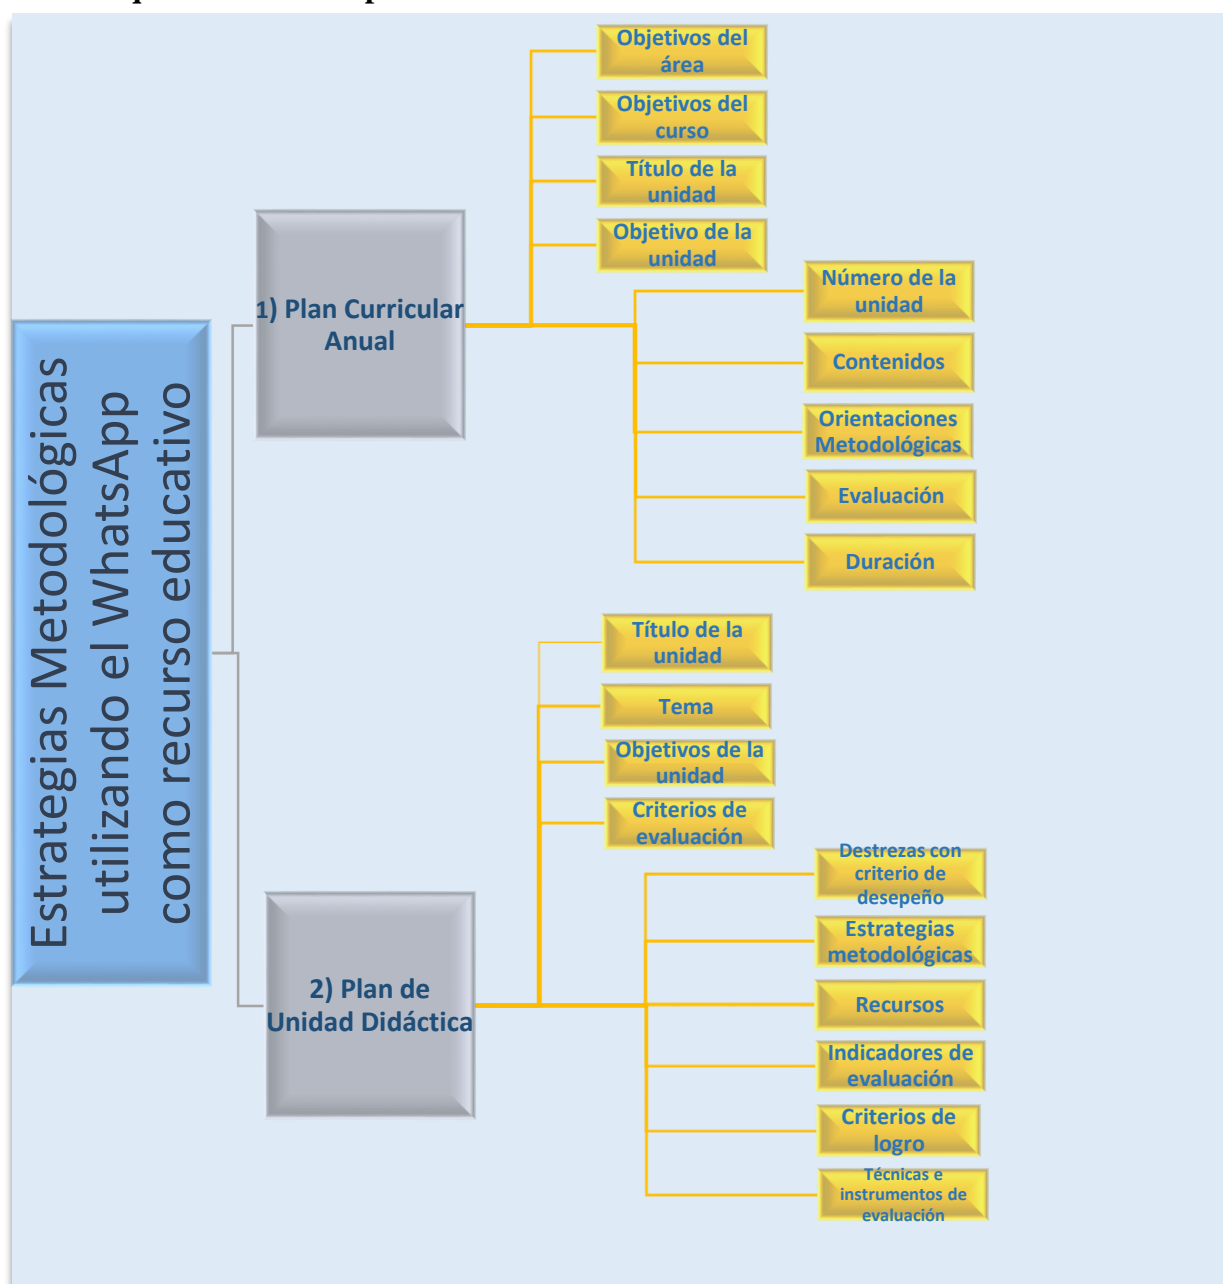 Estrategias Metodológicas
utilizando el WhatsApp
como recurso educativo
1) Plan Curricular
Anual
Objetivos del
área
Objetivos del
curso
Título de la
unidad
Objetivo de la
unidad
Número de la
unidad
Contenidos
Orientaciones
Metodológicas
Evaluación
Duración
2) Plan de
Unidad Didáctica
Título de la
unidad
Tema
Objetivos de la
unidad
Criterios de
evaluación
Destrezas con
criterio de
desepeño
Estrategias
metodológicas
Recursos
Indicadores de
evaluación
Criterios de
logro
Técnicas e
instrumentos de
evaluación